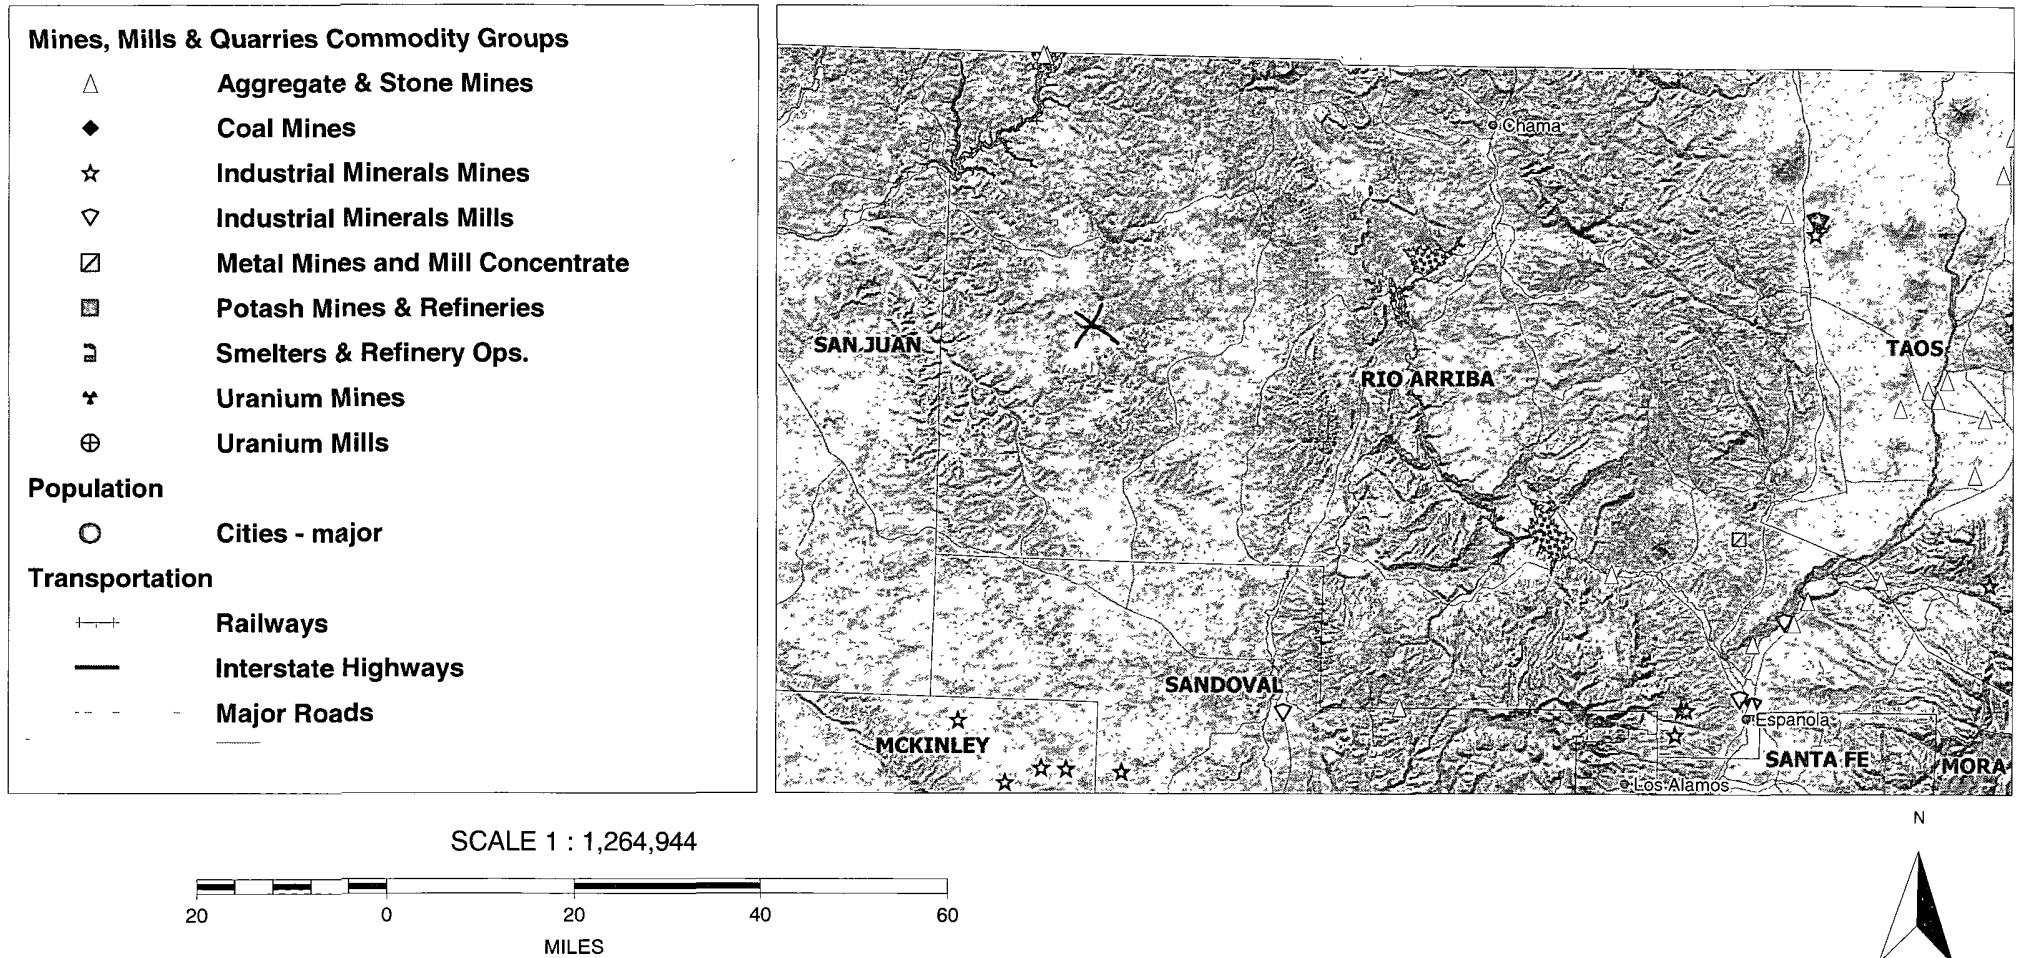 Mines, Mills & Quarries Commodity Groups
Aggregate & Stone Mines
Coal Mines
Industrial Minerals Mines
Industrial Minerals Mills
Metal Mines and Mill Concentrate
Potash Mines & Refineries
Smelters & Refinery Ops.
Uranium Mines
Uranium Mills
Population
Cities - major
Transportation
Railways
Interstate Highways
Major Roads
Chama
SAN JUAN
TAOS
RIO ARRIBA
SANDOVAL
MCKINLEY
Espanola
SANTA FE
MORA
Los Alamos
SCALE 1 : 1,264,944
20 0 20 40 60
MILES
N